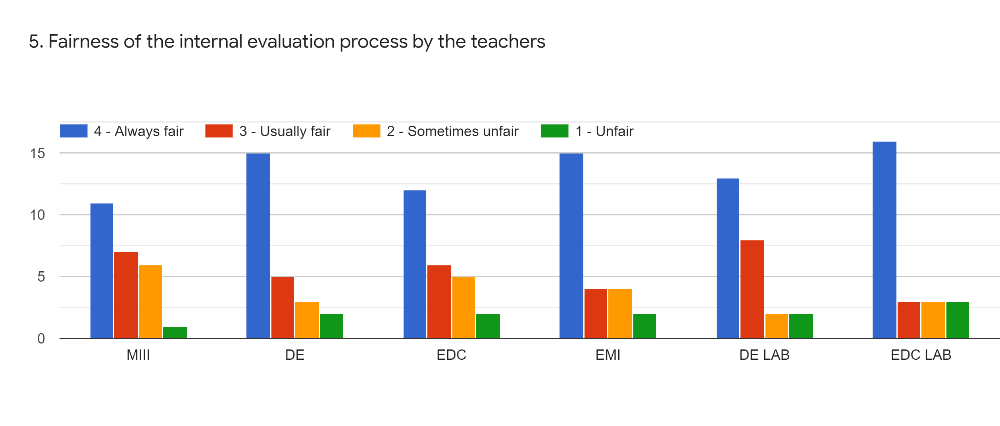 5. Fairness of the internal evaluation process by the teachers
4 - Always fair 3 - Usually fair 2 - Sometimes unfair 1 - Unfair
15
10
5
0
MIII DE EDC EMI DE LAB EDC LAB